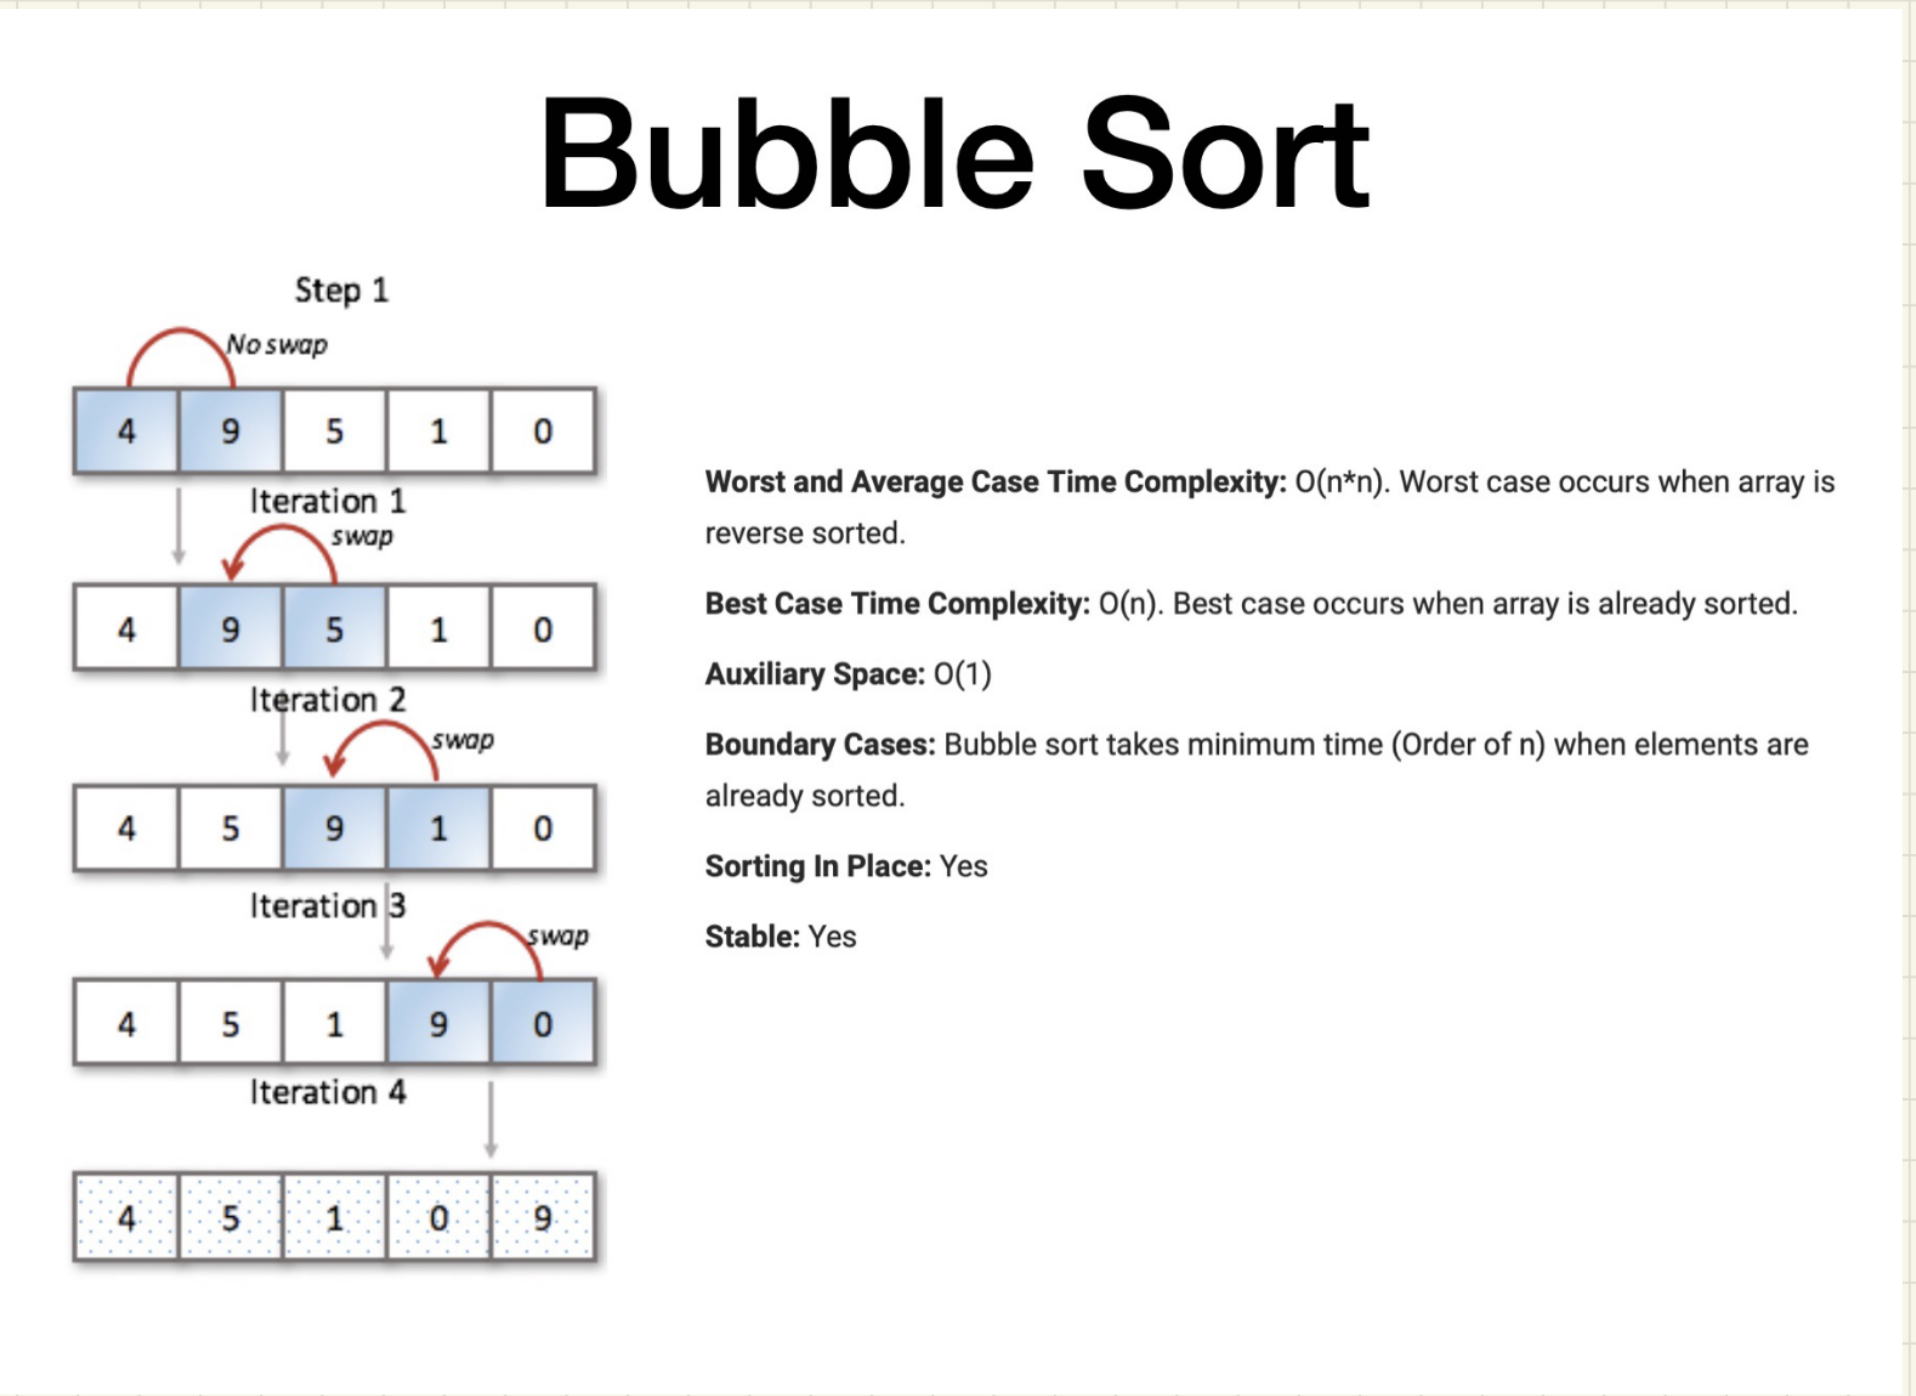 Bubble Sort
Step 1
No swap
4 9 5 1 0
Iteration 1
swap
4 9 5 1 0
Iteration 2
swap
4 5 9 1 0
Iteration 3
swap
4 5 1 9 0
Iteration 4
4 5 1 0 9
Worst and Average Case Time Complexity: O(n*n). Worst case occurs when array is
reverse sorted.
Best Case Time Complexity: O(n). Best case occurs when array is already sorted.
Auxiliary Space: O(1)
Boundary Cases: Bubble sort takes minimum time (Order of n) when elements are
already sorted.
Sorting In Place: Yes
Stable: Yes